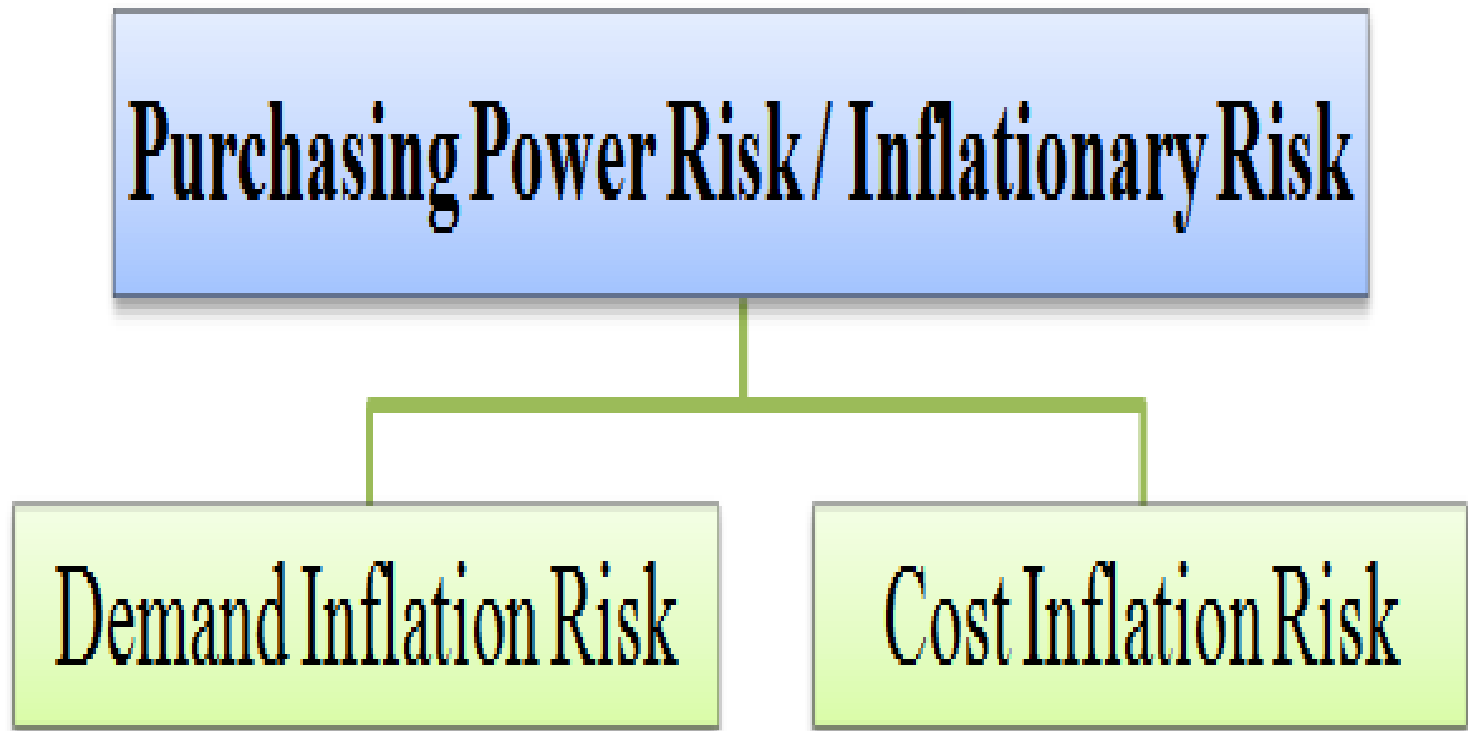 Purchasing Power Risk / Inflationary Risk
Demand Inflation Risk
Cost Inflation Risk